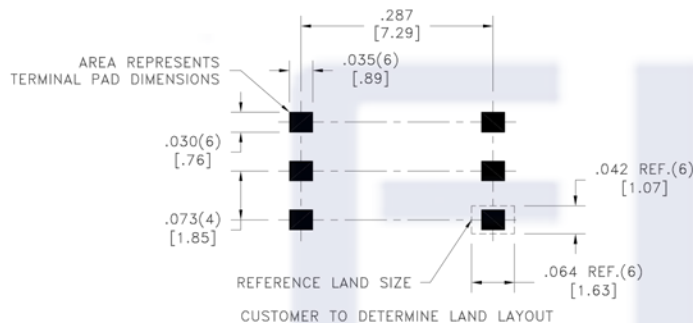 .287
[7.29]
AREA REPRESENTS
TERMINAL PAD DIMENSIONS
.035(6)
[.89]
.030(6)
[.76]
.042 REF.(6)
[1.07]
.073(4)
[1.85]
REFERENCE LAND SIZE
.064 REF.(6)
[1.63]
CUSTOMER TO DETERMINE LAND LAYOUT